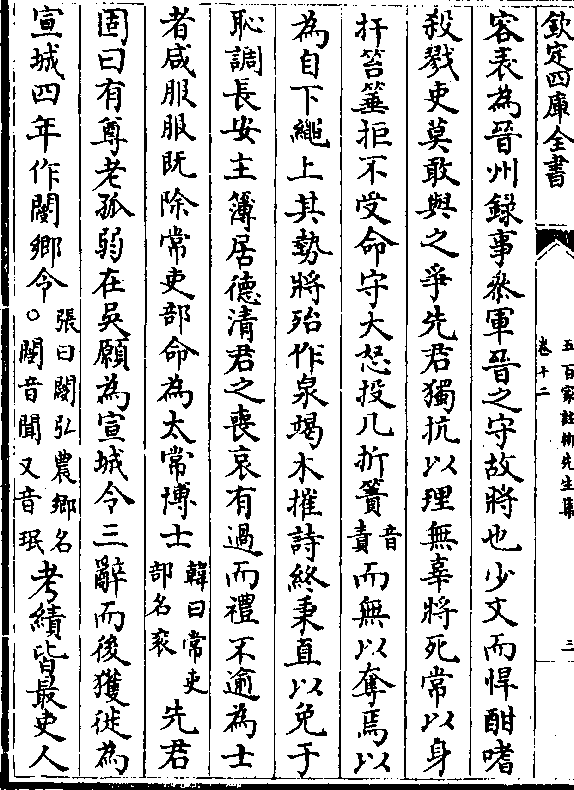 欽定四庫全書
五百家註柳先生集
卷十二
三
容表為晉州錄事叅軍晉之守故將也少文而悍酣嗜
殺戮吏莫敢與之爭先君獨抗以理無辜將死常以身
扞笞箠拒不受命守大怒投几折簀音責而無以奪焉以
為自下繩上其勢將殆作泉竭木摧詩終秉直以免于
恥調長安主簿居德清君之喪哀有過而禮不逾為士
者咸服服既除常吏部命為太常博士韓曰常吏部名衮先君
固曰有尊老孤弱在吳願為宣城令三辭而後獲徙為
宣城四年作閿鄉令○張曰閿弘農鄉名閿音聞又音珉考績皆最吏人